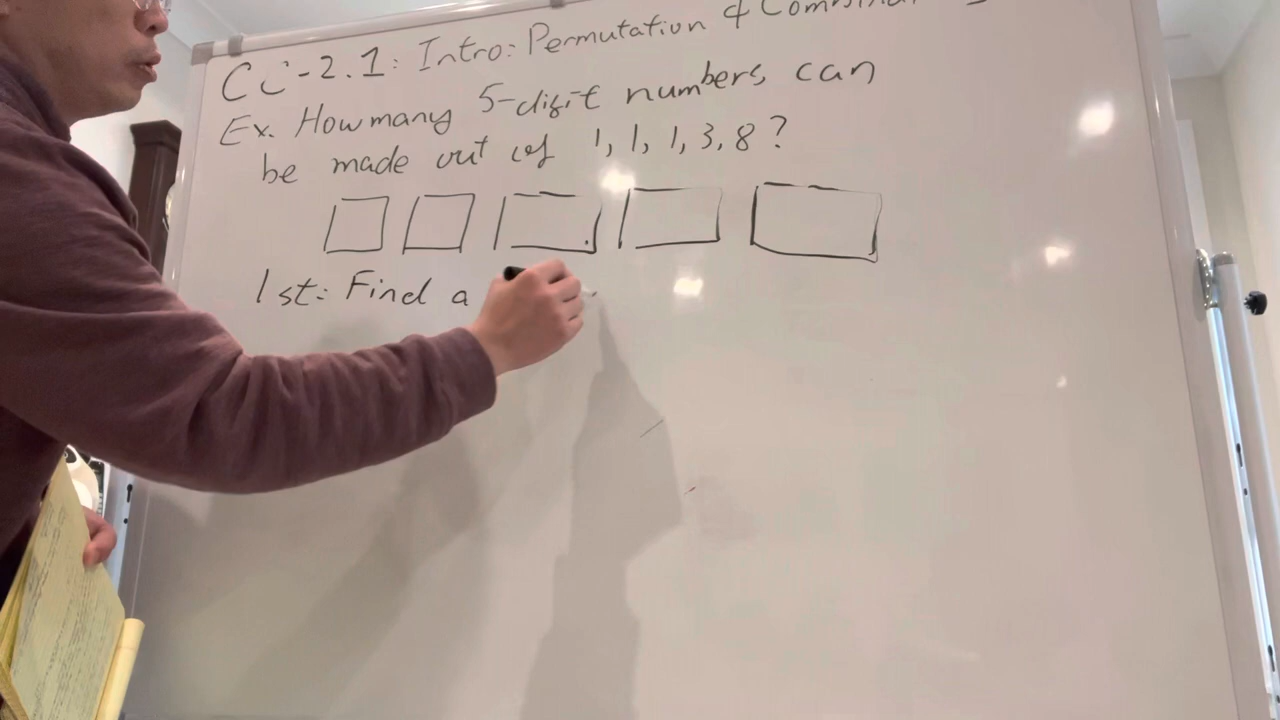 CC-2.1: Intro: Permutation &
Ex. How many 5-digit numbers can
be made out of 1, 1, 1, 3, 8?
1st: Find a